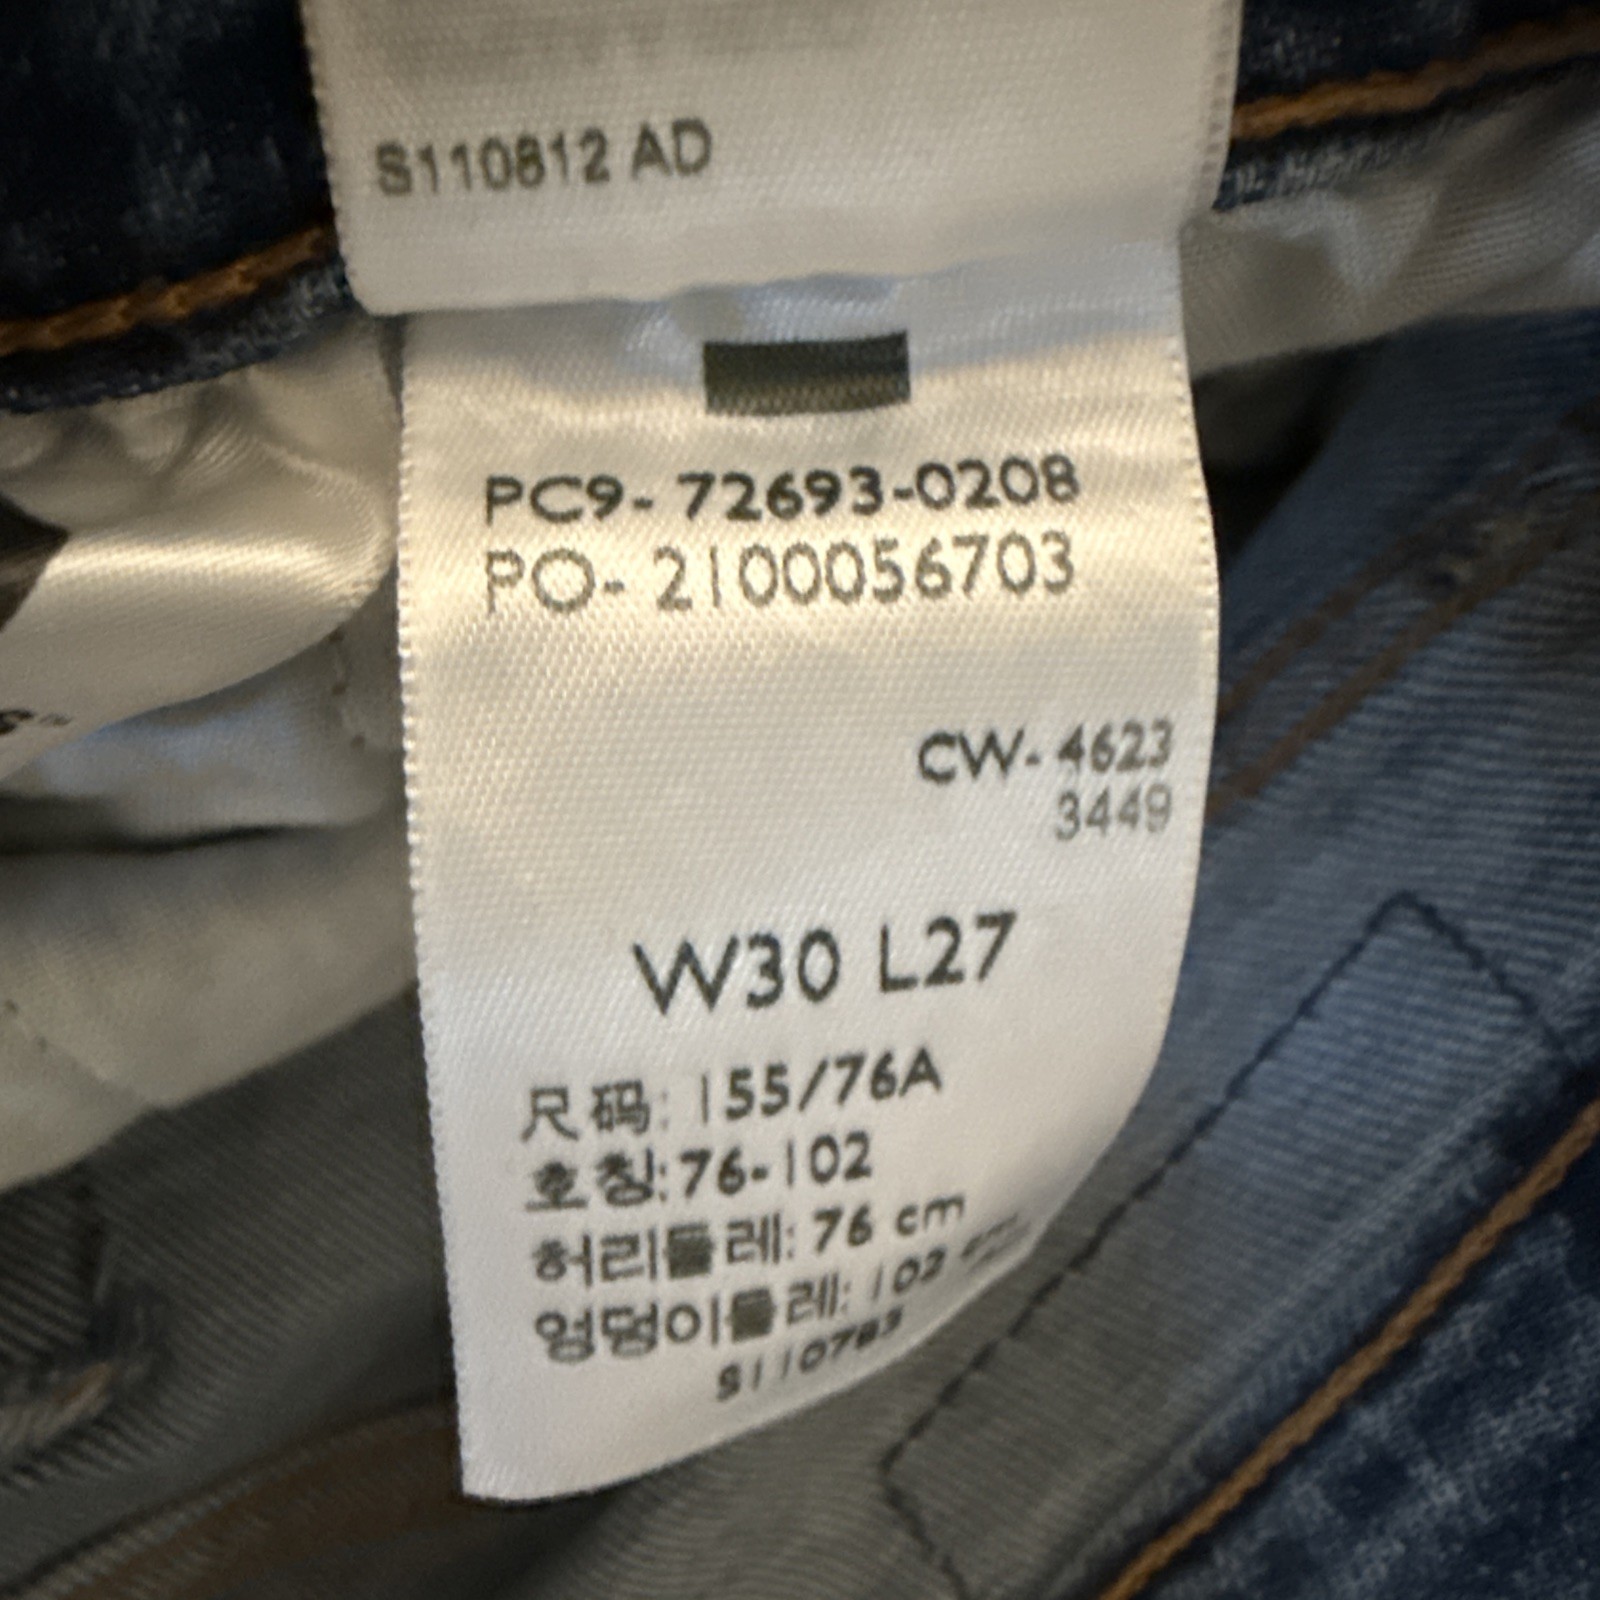 S110812 AD
PC9- 72693-0208
PO- 2100056703
CW- 4623
3449
W30 L27
尺码: 155/76A
호칭: 76-102
허리둘레: 76 cm
엉덩이둘레: 102 cm
S110783